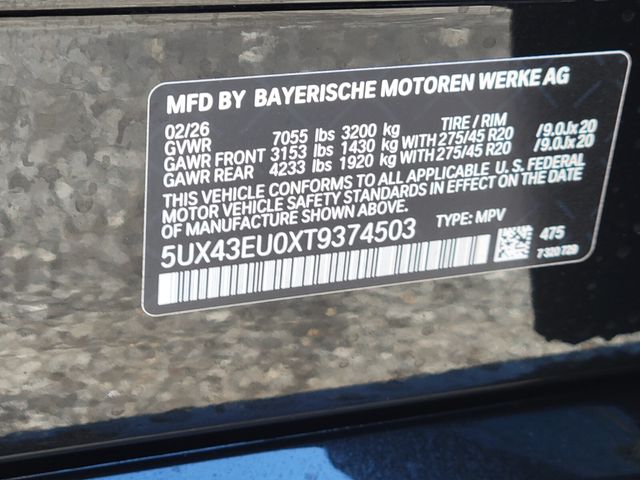 MFD BY BAYERISCHE MOTOREN WERKE AG
02/26 TIRE / RIM
GVWR 7055 lbs 3200 kg
GAWR FRONT 3153 lbs 1430 kg WITH 275/45 R20 /9.0Jx20
GAWR REAR 4233 lbs 1920 kg WITH 275/45 R20 /9.0Jx20
THIS VEHICLE CONFORMS TO ALL APPLICABLE U. S. FEDERAL
MOTOR VEHICLE SAFETY STANDARDS IN EFFECT ON THE DATE
OF MANUFACTURE SHOWN ABOVE.
5UX43EU0XT9374503 TYPE: MPV
475
7320729